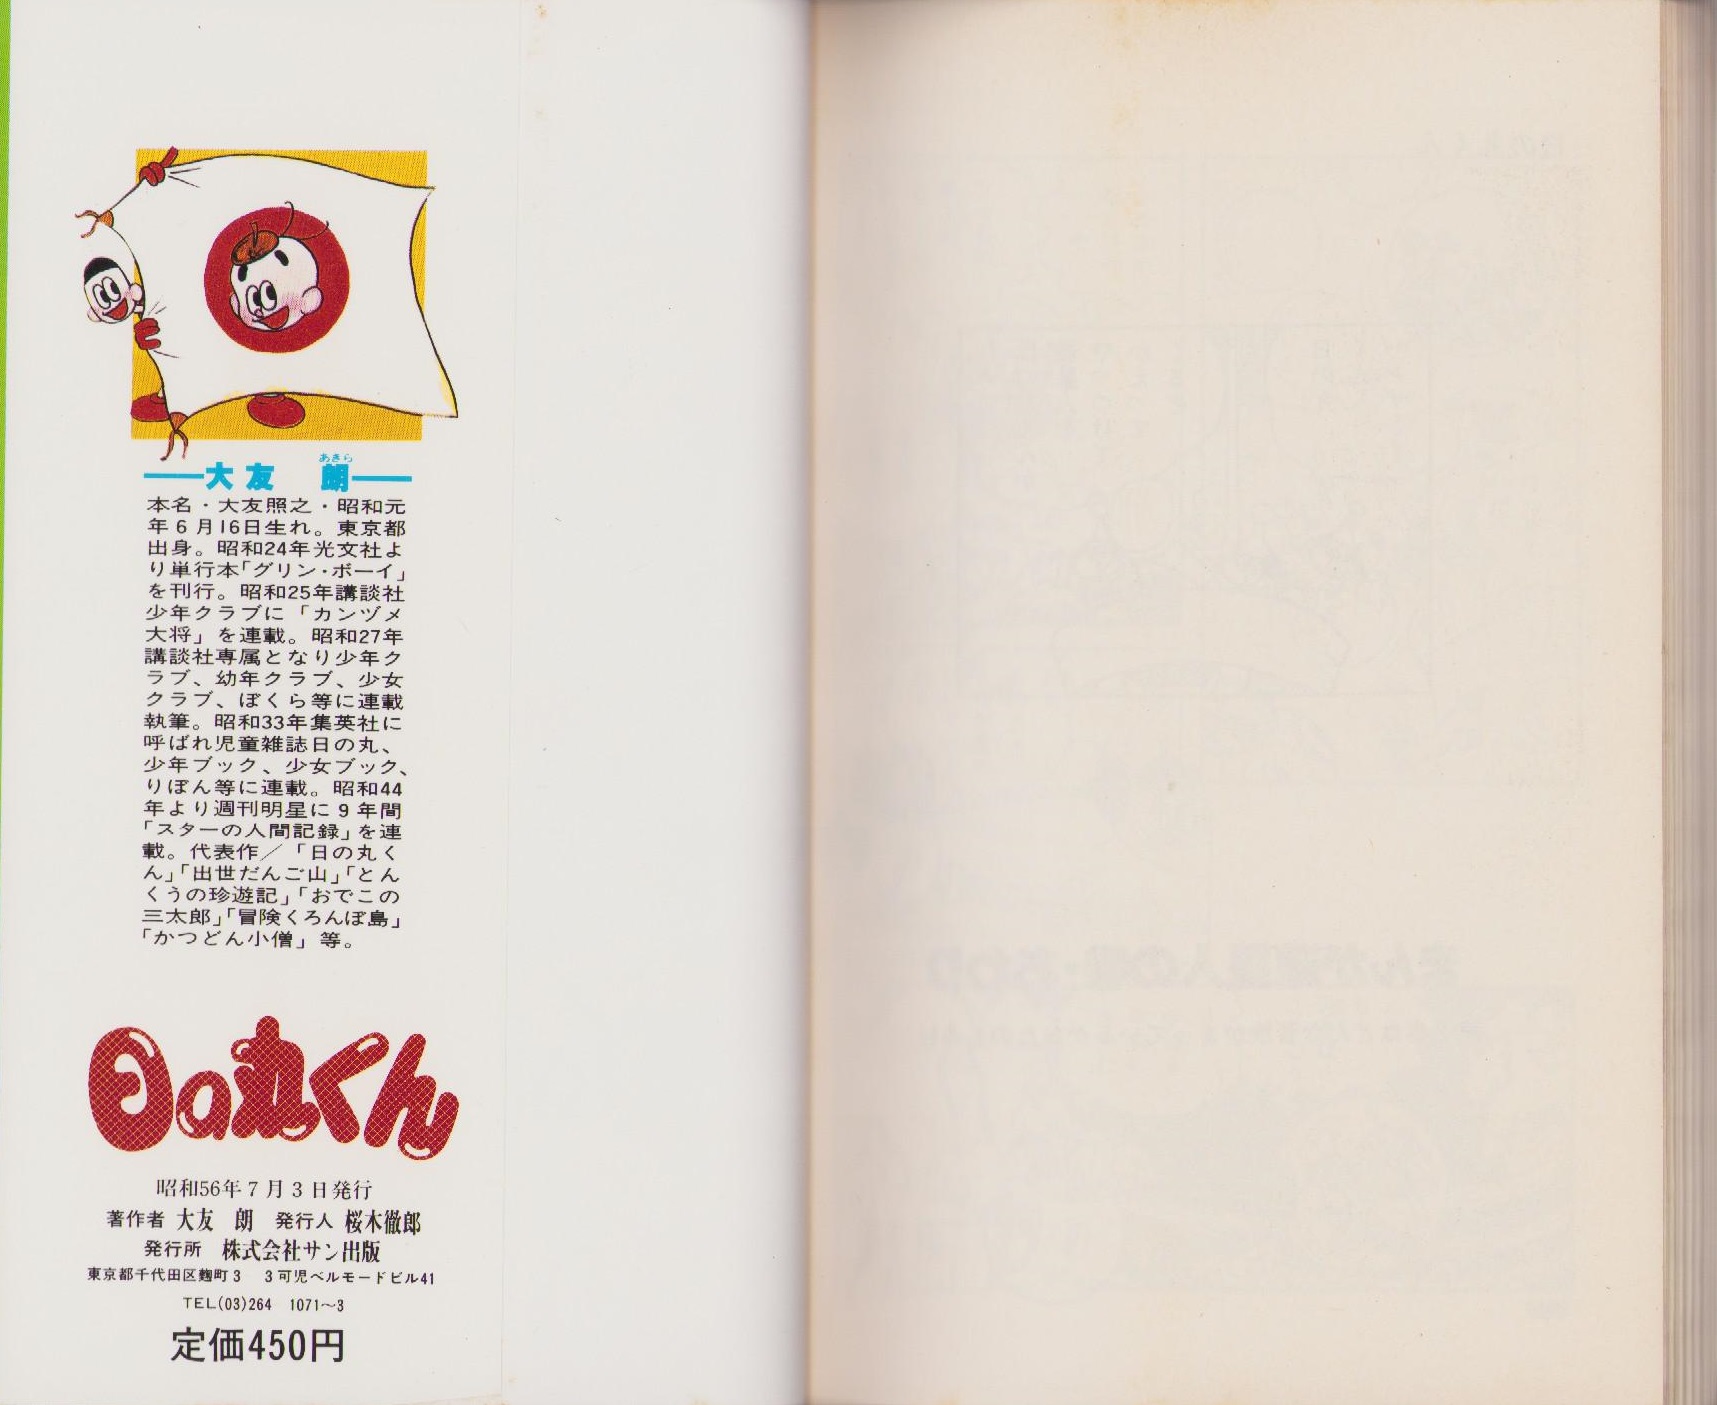 あきら
大友 朗
本名・大友照之・昭和元
年6月16日生れ。東京都
出身。昭和24年光文社よ
り単行本「グリン・ボーイ」
を刊行。昭和25年講談社
少年クラブに「カンヅメ
大将」を連載。昭和27年
講談社専属となり少年ク
ラブ、幼年クラブ、少女
クラブ、ぼくら等に連載
執筆。昭和33年集英社に
呼ばれ児童雑誌日の丸、
少年ブック、少女ブック、
りぼん等に連載。昭和44
年より週刊明星に9年間
「スターの人間記録」を連
載。代表作／「日の丸く
ん」「出世だんご山」「とん
くうの珍遊記」「おでこの
三太郎」「冒険くろんぼ島」
「かつどん小僧」等。
日の丸くん
昭和56年7月3日発行
著作者 大友 朗 発行人 桜木徹郎
発行所 株式会社サン出版
東京都千代田区麹町3 3可児ベルモードビル41
TEL(03)264 1071〜3
定価450円